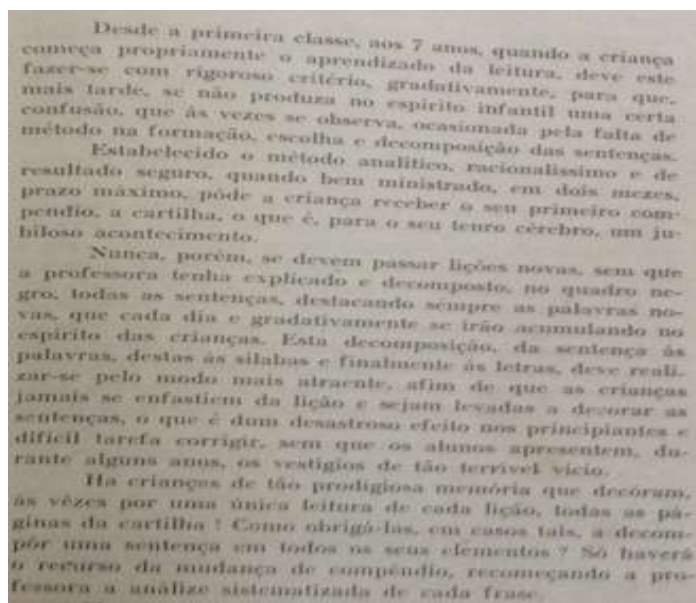 Desde a primeira classe, aos 7 anos, quando a criança
começa propriamente o aprendizado da leitura, deve este
fazer-se com rigoroso critério, gradativamente, para que,
mais tarde, se não produza no espírito infantil uma certa
confusão, que às vezes se observa, ocasionada pela falta de
método na formação, escolha e decomposição das sentenças.
Estabelecido o método analítico, racionalíssimo e de
resultado seguro, quando bem ministrado, em dois mezes,
prazo máximo, póde a criança receber o seu primeiro com-
pendio, a cartilha, o que é, para o seu tenro cérebro, um ju-
biloso acontecimento.
Nunca, porém, se devem passar lições novas, sem que
a professora tenha explicado e decomposto, no quadro ne-
gro, todas as sentenças, destacando sempre as palavras no-
vas, que cada dia e gradativamente se irão acumulando no
espírito das crianças. Esta decomposição, da sentença ás
palavras, destas ás silabas e finalmente ás letras, deve reali-
zar-se pelo modo mais atraente, afim de que as crianças
jamais se enfastiem da lição e sejam levadas a decorar as
sentenças, o que é dum desastroso efeito nos principiantes e
dificil tarefa corrigir, sem que os alunos apresentem, du-
rante alguns anos, os vestigios de tão terrivel vicio.
Ha crianças de tão prodigiosa memória que decóram,
ás vêzes por uma única leitura de cada lição, todas as pá-
ginas da cartilha ! Como obrigá-las, em casos tais, a decom-
pôr uma sentença em todos os seus elementos ? Só haverá
o recurso da mudança de compêndio, recomeçando a pro-
fessora a análize sistematizada de cada frase.